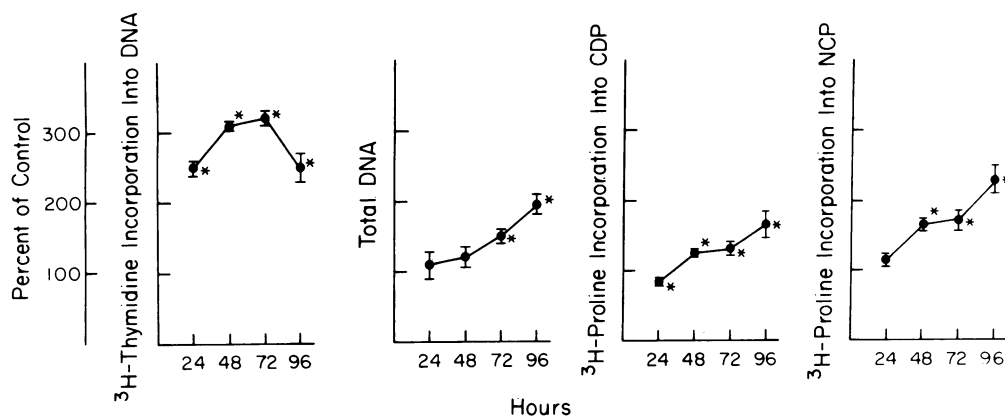 Percent of Control
300
200
100
³H-Thymidine Incorporation Into DNA
*
*
*
*
24 48 72 96
Total DNA
*
*
24 48 72 96
³H-Proline Incorporation Into CDP
*
*
*
*
24 48 72 96
³H-Proline Incorporation Into NCP
*
*
*
24 48 72 96
Hours